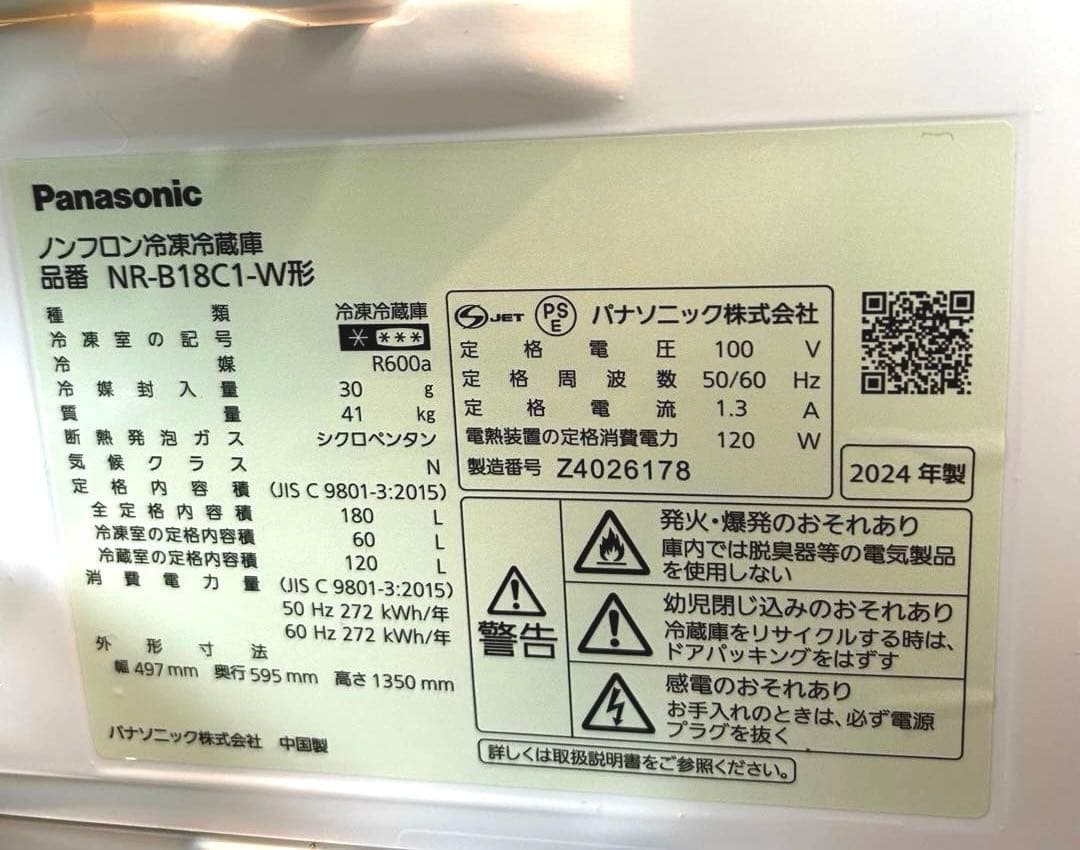 Panasonic
ノンフロン冷凍冷蔵庫
品番 NR-B18C1-W形
種類 冷凍冷蔵庫
冷凍室の記号 * ***
冷媒 R600a
冷媒封入量 30 g
質量 41 kg
断熱発泡ガス シクロペンタン
気候クラス N
定格内容積 (JIS C 9801-3:2015)
全定格内容積 180 L
冷凍室の定格内容積 60 L
冷蔵室の定格内容積 120 L
消費電力量 (JIS C 9801-3:2015)
50 Hz 272 kWh/年
60 Hz 272 kWh/年
外形寸法
幅 497 mm 奥行 595 mm 高さ 1350 mm
パナソニック株式会社 中国製
S JET PSE パナソニック株式会社
定格電圧 100 V
定格周波数 50/60 Hz
定格電流 1.3 A
電熱装置の定格消費電力 120 W
製造番号 Z4026178
2024 年製
警告
発火・爆発のおそれあり
庫内では脱臭器等の電気製品
を使用しない
幼児閉じ込みのおそれあり
冷蔵庫をリサイクルする時は、
ドアパッキングをはずす
感電のおそれあり
お手入れのときは、必ず電源
プラグを抜く
詳しくは取扱説明書をご参照ください。